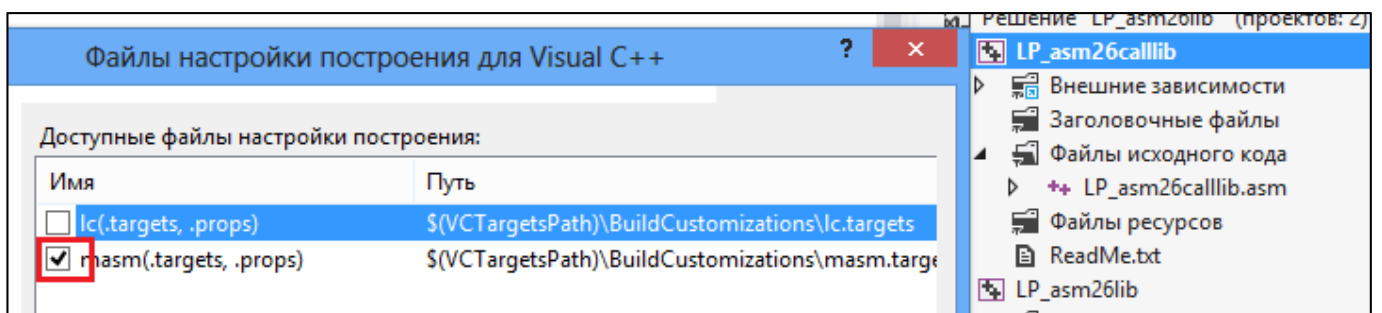 Файлы настройки построения для Visual C++
?
Доступные файлы настройки построения:
Имя Путь
lc(.targets, .props) $(VCTargetsPath)\BuildCustomizations\lc.targets
masm(.targets, .props) $(VCTargetsPath)\BuildCustomizations\masm.targe
Решение "LP_asm26lib" (проектов: 2)
LP_asm26calllib
Внешние зависимости
Заголовочные файлы
Файлы исходного кода
LP_asm26calllib.asm
Файлы ресурсов
ReadMe.txt
LP_asm26lib